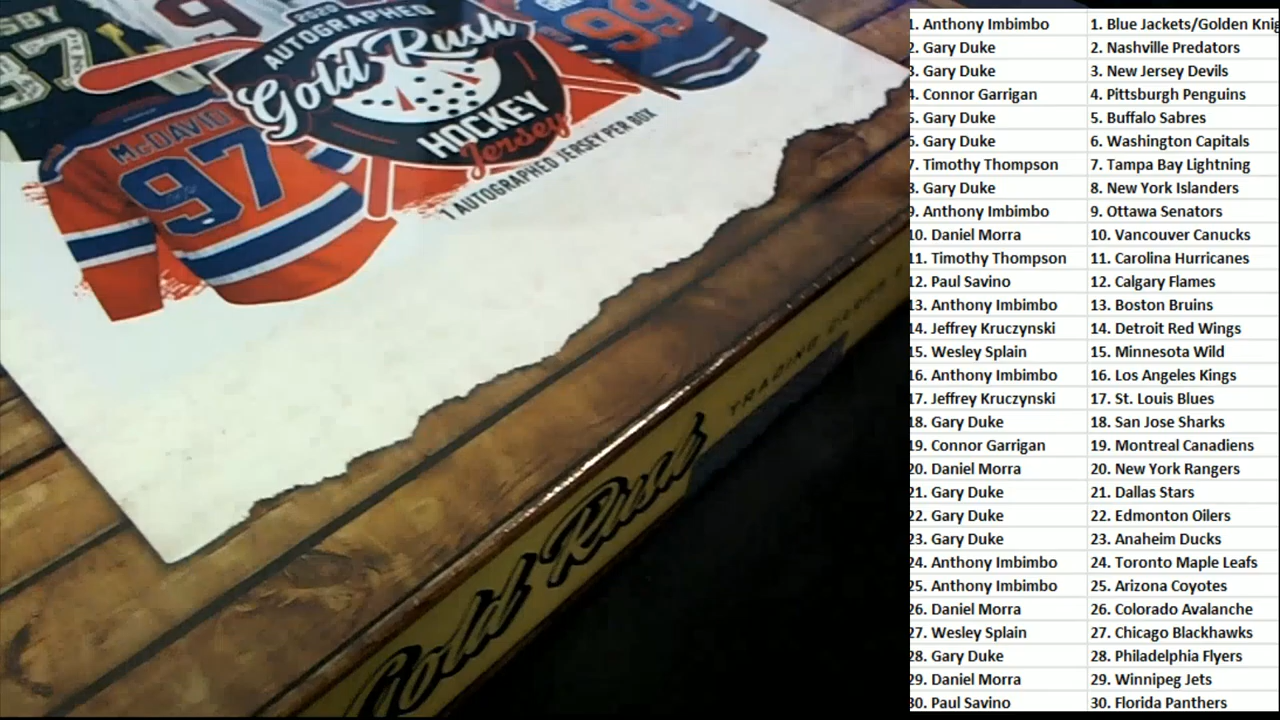 SBY
87
9
99
2020
AUTOGRAPHED
Gold Rush
HOCKEY
Jersey
1 AUTOGRAPHED JERSEY PER BOX
McDAVID
97
Gold Rush
TRADING
1. Anthony Imbimbo 1. Blue Jackets/Golden Knig
2. Gary Duke 2. Nashville Predators
3. Gary Duke 3. New Jersey Devils
4. Connor Garrigan 4. Pittsburgh Penguins
5. Gary Duke 5. Buffalo Sabres
6. Gary Duke 6. Washington Capitals
7. Timothy Thompson 7. Tampa Bay Lightning
8. Gary Duke 8. New York Islanders
9. Anthony Imbimbo 9. Ottawa Senators
10. Daniel Morra 10. Vancouver Canucks
11. Timothy Thompson 11. Carolina Hurricanes
12. Paul Savino 12. Calgary Flames
13. Anthony Imbimbo 13. Boston Bruins
14. Jeffrey Kruczynski 14. Detroit Red Wings
15. Wesley Splain 15. Minnesota Wild
16. Anthony Imbimbo 16. Los Angeles Kings
17. Jeffrey Kruczynski 17. St. Louis Blues
18. Gary Duke 18. San Jose Sharks
19. Connor Garrigan 19. Montreal Canadiens
20. Daniel Morra 20. New York Rangers
21. Gary Duke 21. Dallas Stars
22. Gary Duke 22. Edmonton Oilers
23. Gary Duke 23. Anaheim Ducks
24. Anthony Imbimbo 24. Toronto Maple Leafs
25. Anthony Imbimbo 25. Arizona Coyotes
26. Daniel Morra 26. Colorado Avalanche
27. Wesley Splain 27. Chicago Blackhawks
28. Gary Duke 28. Philadelphia Flyers
29. Daniel Morra 29. Winnipeg Jets
30. Paul Savino 30. Florida Panthers